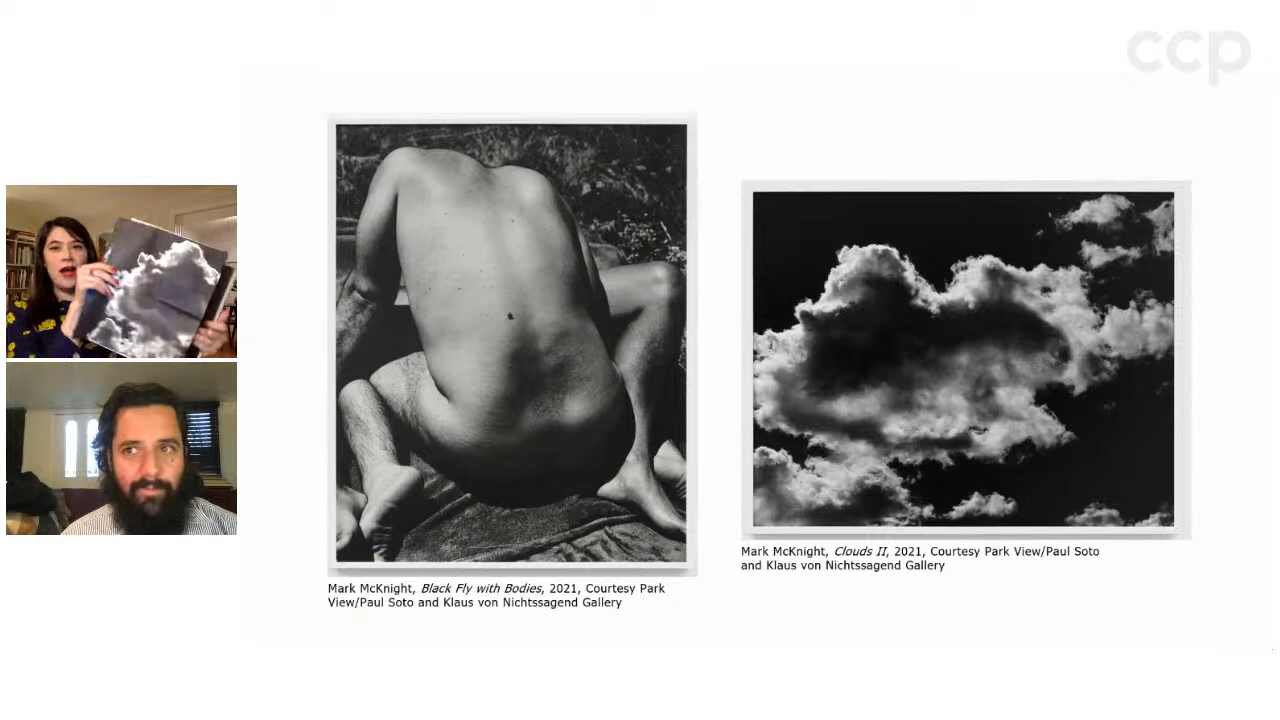 ccp
Mark McKnight, Black Fly with Bodies, 2021, Courtesy Park
View/Paul Soto and Klaus von Nichtssagend Gallery
Mark McKnight, Clouds II, 2021, Courtesy Park View/Paul Soto
and Klaus von Nichtssagend Gallery